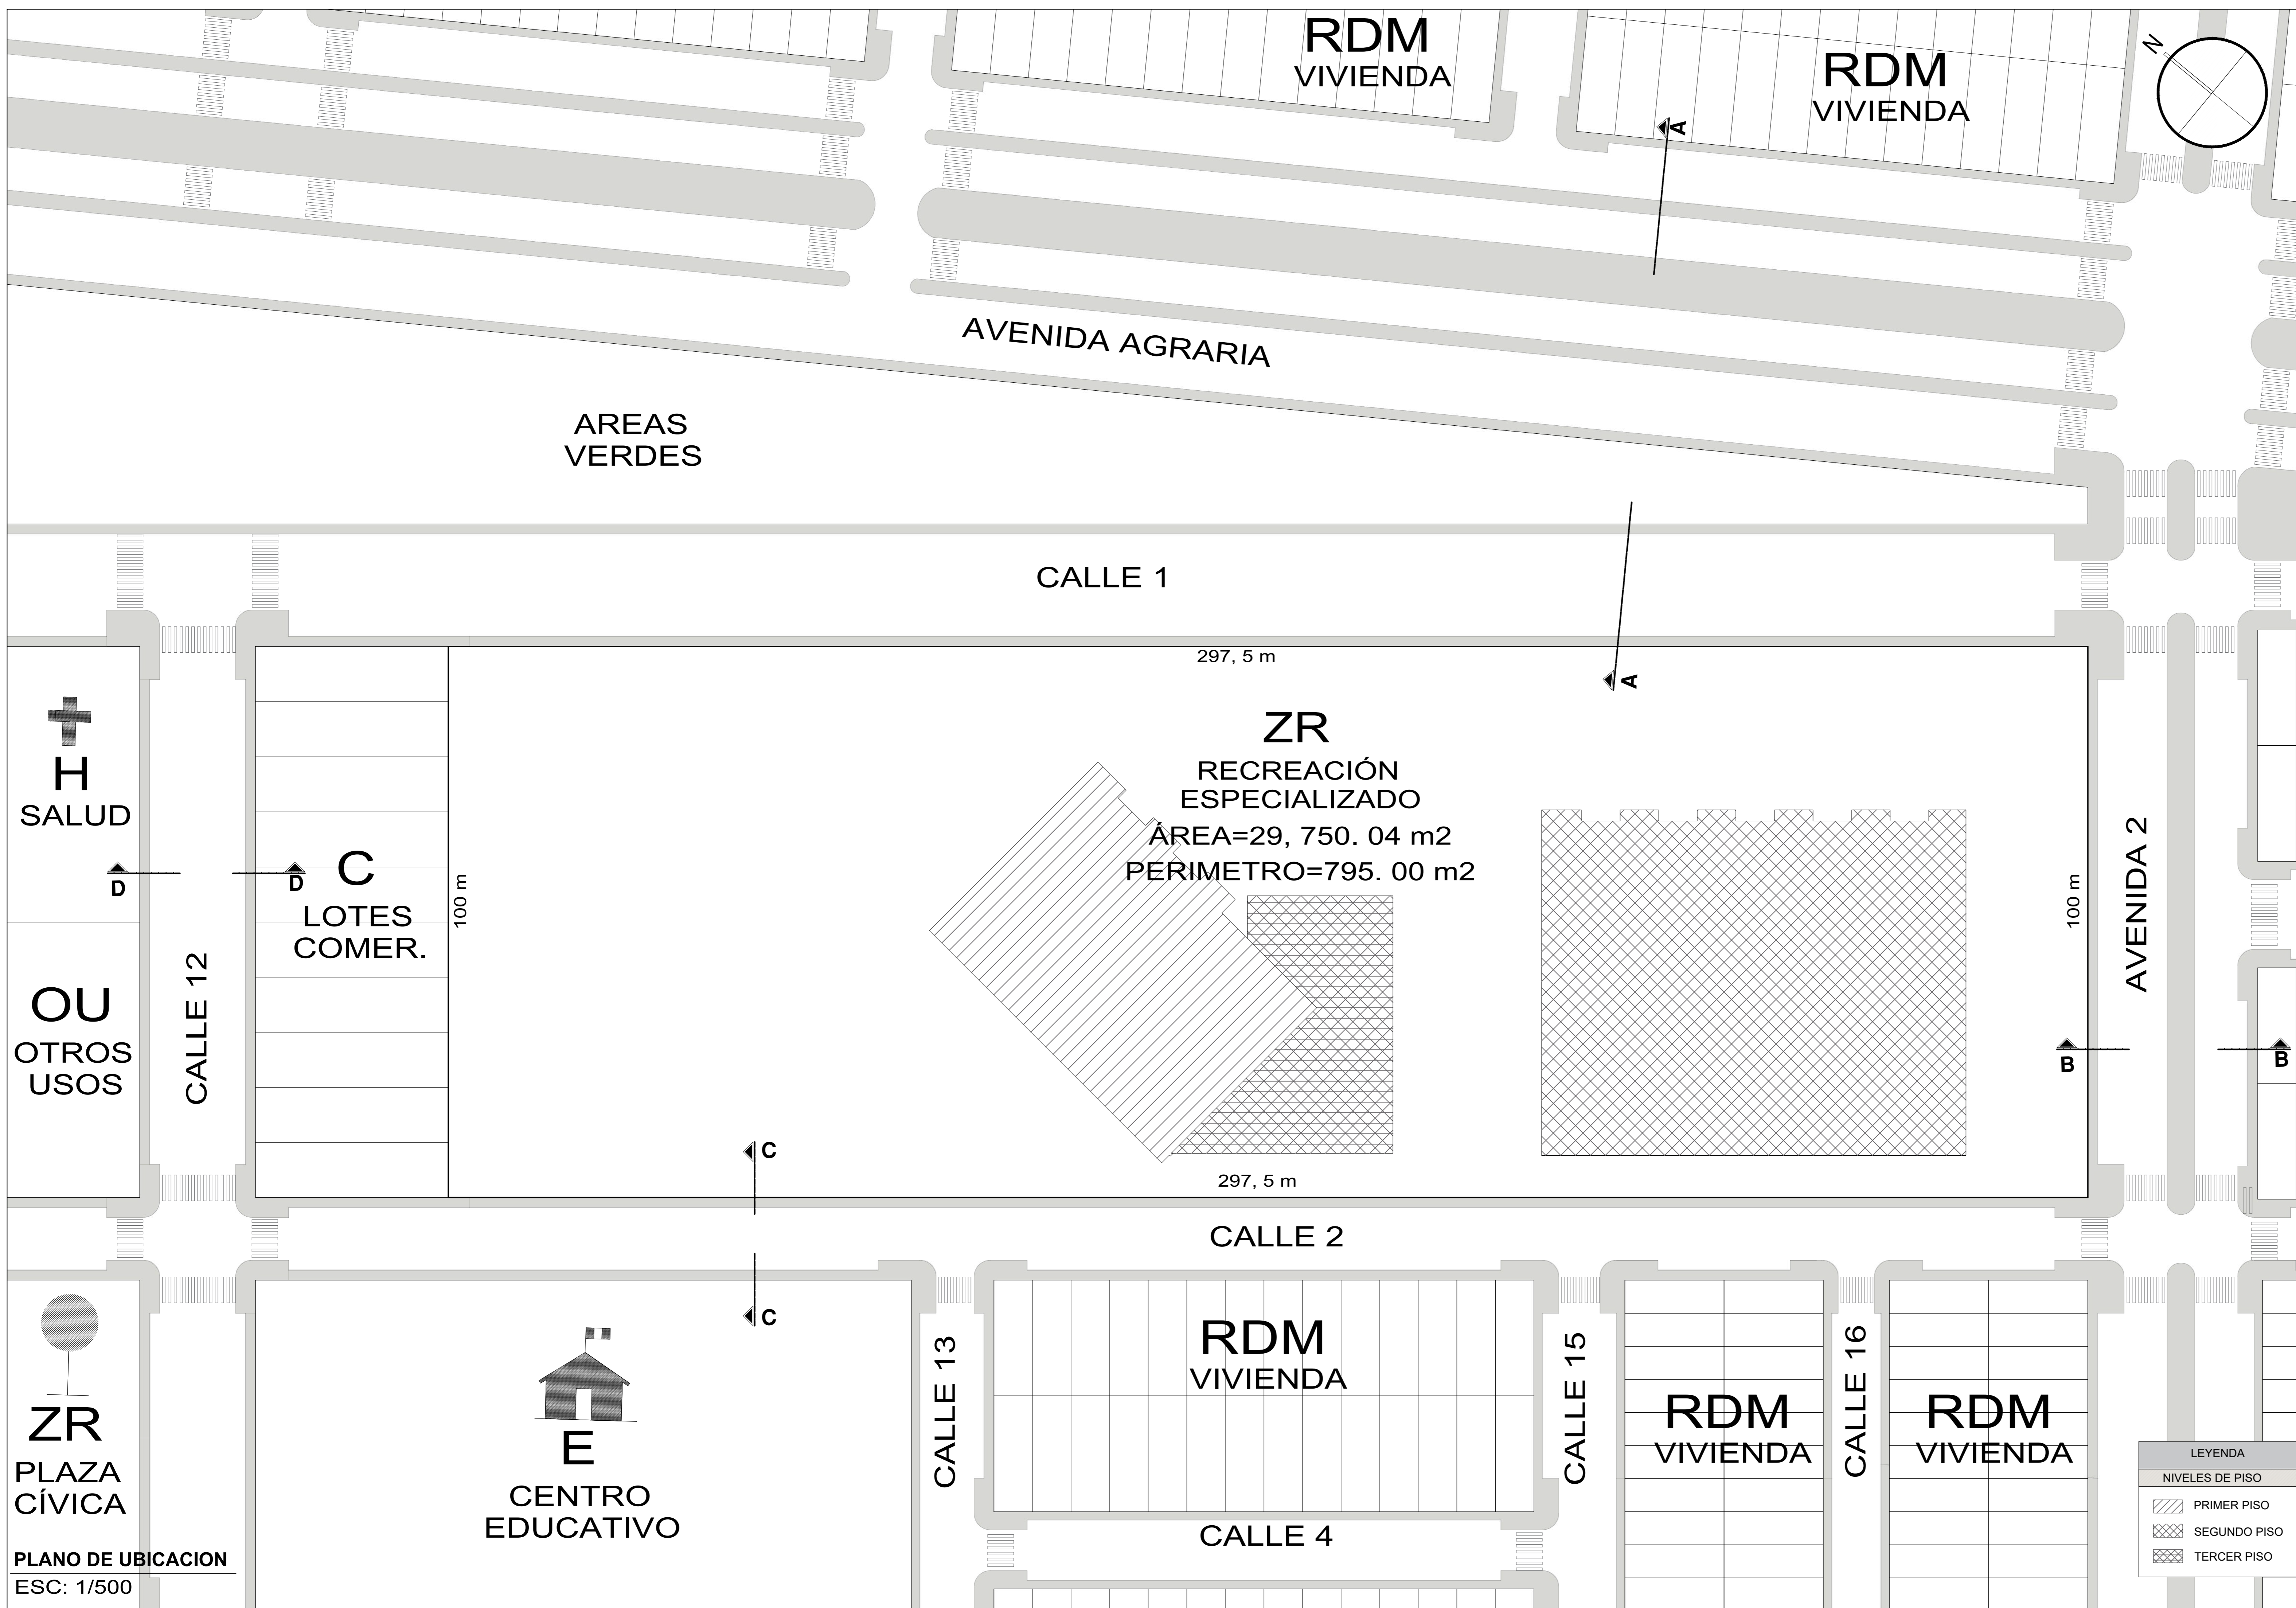 RDM
VIVIENDA
RDM
VIVIENDA
N
A
AVENIDA AGRARIA
AREAS
VERDES
CALLE 1
297, 5 m
A
ZR
RECREACIÓN
ESPECIALIZADO
ÁREA=29, 750. 04 m2
PERIMETRO=795. 00 m2
H
SALUD
D
D
C
LOTES
COMER.
100 m
100 m
AVENIDA 2
OU
OTROS
USOS
CALLE 12
B
B
C
297, 5 m
CALLE 2
C
ZR
PLAZA
CÍVICA
E
CENTRO
EDUCATIVO
CALLE 13
RDM
VIVIENDA
CALLE 15
RDM
VIVIENDA
CALLE 16
RDM
VIVIENDA
CALLE 4
PLANO DE UBICACION
ESC: 1/500
LEYENDA
NIVELES DE PISO
PRIMER PISO
SEGUNDO PISO
TERCER PISO